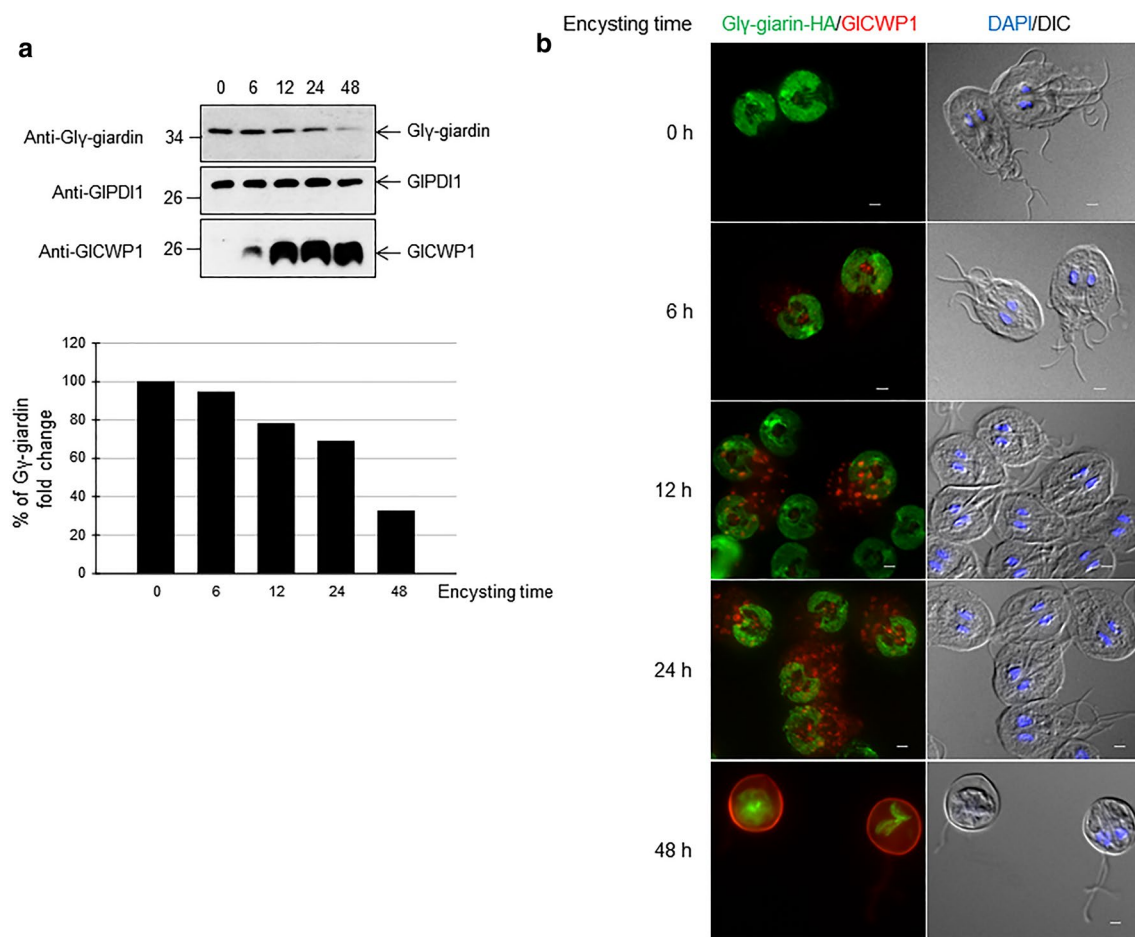 a
0 6 12 24 48
Anti-Glγ-giardin 34 Glγ-giardin
Anti-GlPDI1 26 GlPDI1
Anti-GlCWP1 26 GlCWP1
% of Gγ-giardin
fold change
120
100
80
60
40
20
0
0 6 12 24 48 Encysting time
b
Encysting time Glγ-giarin-HA/GlCWP1 DAPI/DIC
0 h
6 h
12 h
24 h
48 h